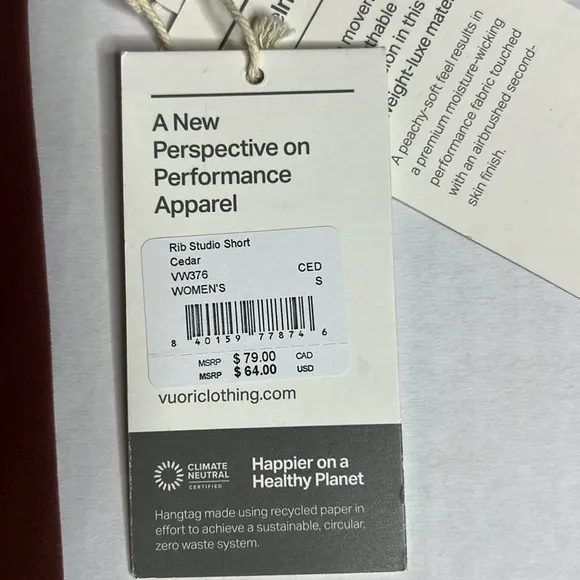 A New
Perspective on
Performance
Apparel
Rib Studio Short
Cedar
VW376 CED
WOMEN'S S
8 40159 77874 6
MSRP $ 79.00 CAD
MSRP $ 64.00 USD
vuoriclothing.com
CLIMATE
NEUTRAL
CERTIFIED
Happier on a
Healthy Planet
Hangtag made using recycled paper in
effort to achieve a sustainable, circular,
zero waste system.
on in this
A peachy-soft feel results in
a premium moisture-wicking
performance fabric touched
with an airbrushed second-
skin finish.